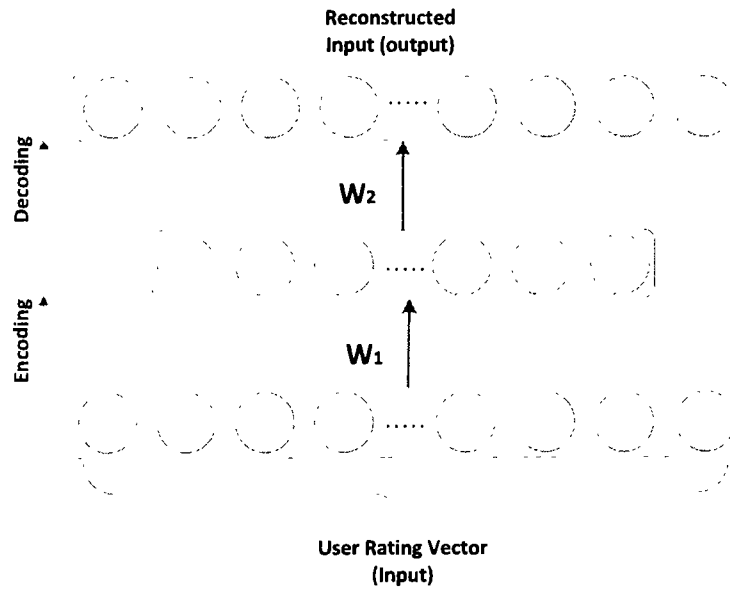 Reconstructed
Input (output)
.....
Decoding
W2
.....
Encoding
W1
.....
User Rating Vector
(Input)